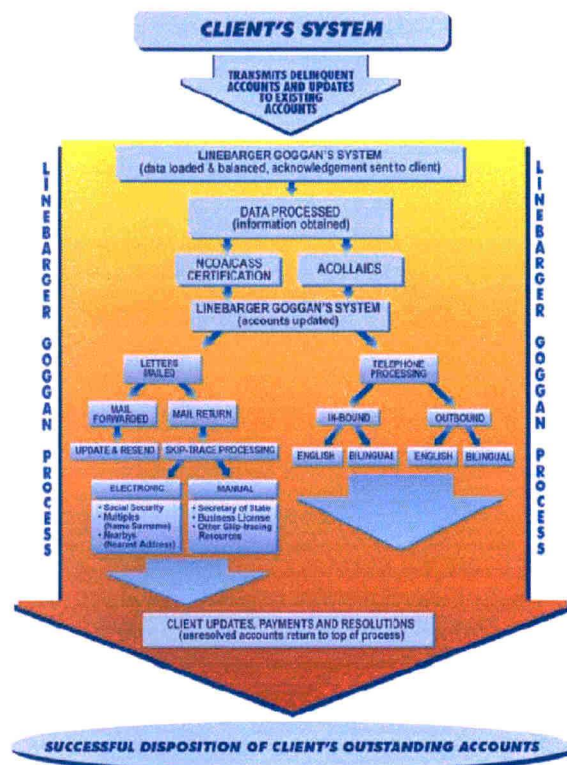 CLIENT'S SYSTEM
TRANSMITS DELINQUENT
ACCOUNTS AND UPDATES
TO EXISTING
ACCOUNTS
LINEBARGER GOGGAN PROCESS
LINEBARGER GOGGAN PROCESS
LINEBARGER GOGGAN'S SYSTEM
(data loaded & balanced, acknowledgement sent to client)
DATA PROCESSED
(information obtained)
NCOA/CASS
CERTIFICATION
ACOLLAIDS
LINEBARGER GOGGAN'S SYSTEM
(accounts updated)
LETTERS
MAILED
TELEPHONE
PROCESSING
MAIL
FORWARDED
MAIL RETURN
IN-BOUND
OUTBOUND
UPDATE & RESEND
SKIP-TRACE PROCESSING
ENGLISH
BILINGUAL
ENGLISH
BILINGUAL
ELECTRONIC
• Social Security
• Multiples
(Name Surname)
• Nearbys
(Nearest Address)
MANUAL
• Secretary of State
• Business License
• Other Skip-tracing
Resources
CLIENT UPDATES, PAYMENTS AND RESOLUTIONS
(unresolved accounts return to top of process)
SUCCESSFUL DISPOSITION OF CLIENT'S OUTSTANDING ACCOUNTS